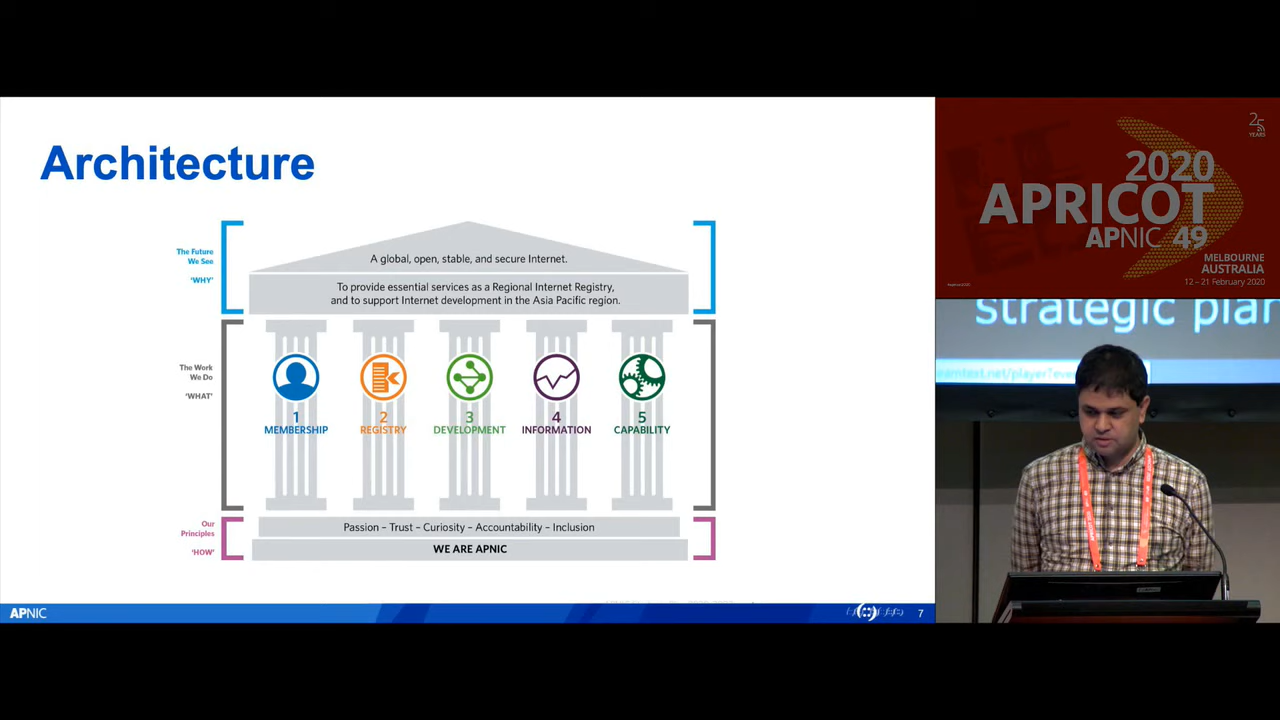 Architecture
The Future
We See
'WHY'
A global, open, stable, and secure Internet.
To provide essential services as a Regional Internet Registry,
and to support Internet development in the Asia Pacific region.
The Work
We Do
'WHAT'
1
MEMBERSHIP
2
REGISTRY
3
DEVELOPMENT
4
INFORMATION
5
CAPABILITY
Our
Principles
'HOW'
Passion – Trust – Curiosity – Accountability – Inclusion
WE ARE APNIC
APNIC
7
25
YEARS
2020
APRICOT
APNIC 49
MELBOURNE
AUSTRALIA
12 – 21 February 2020
strategic plan